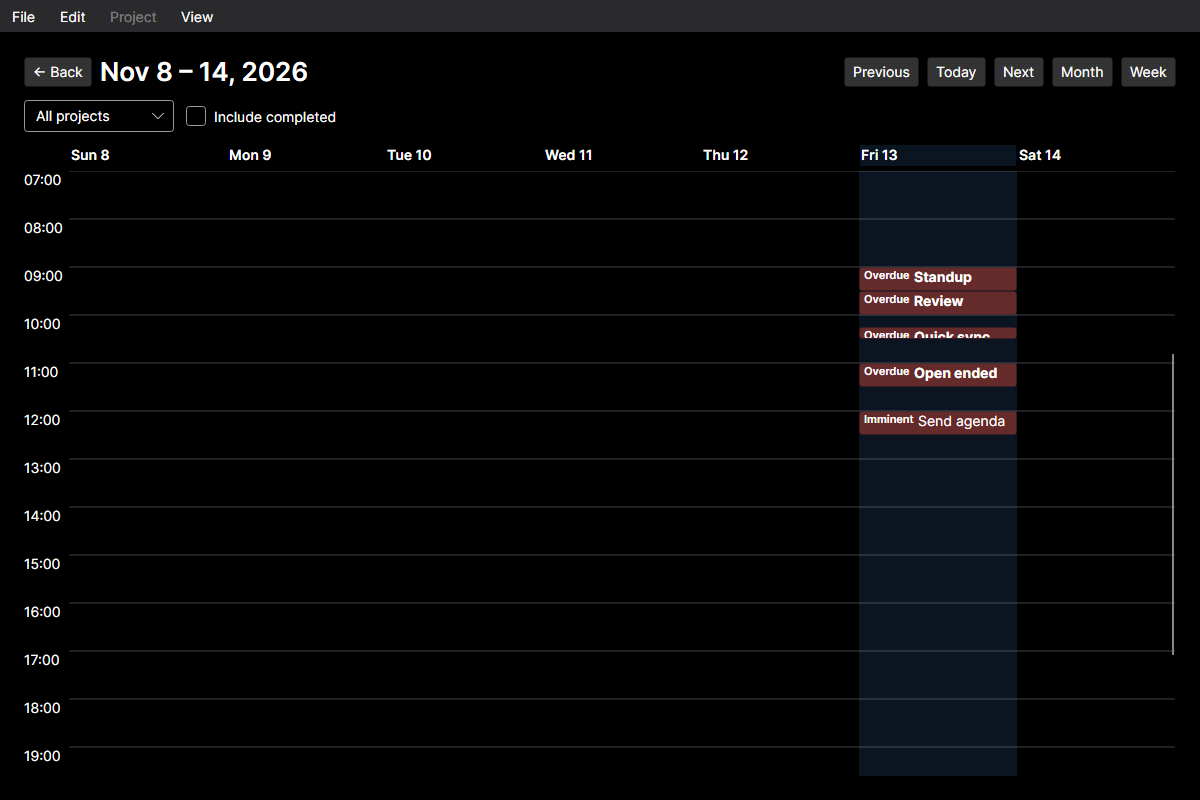 File Edit Project View
← Back Nov 8 – 14, 2026 Previous Today Next Month Week
All projects Include completed
Sun 8 Mon 9 Tue 10 Wed 11 Thu 12 Fri 13 Sat 14
07:00
08:00
09:00 Overdue Standup
Overdue Review
10:00 Overdue Quick sync
11:00 Overdue Open ended
12:00 Imminent Send agenda
13:00
14:00
15:00
16:00
17:00
18:00
19:00